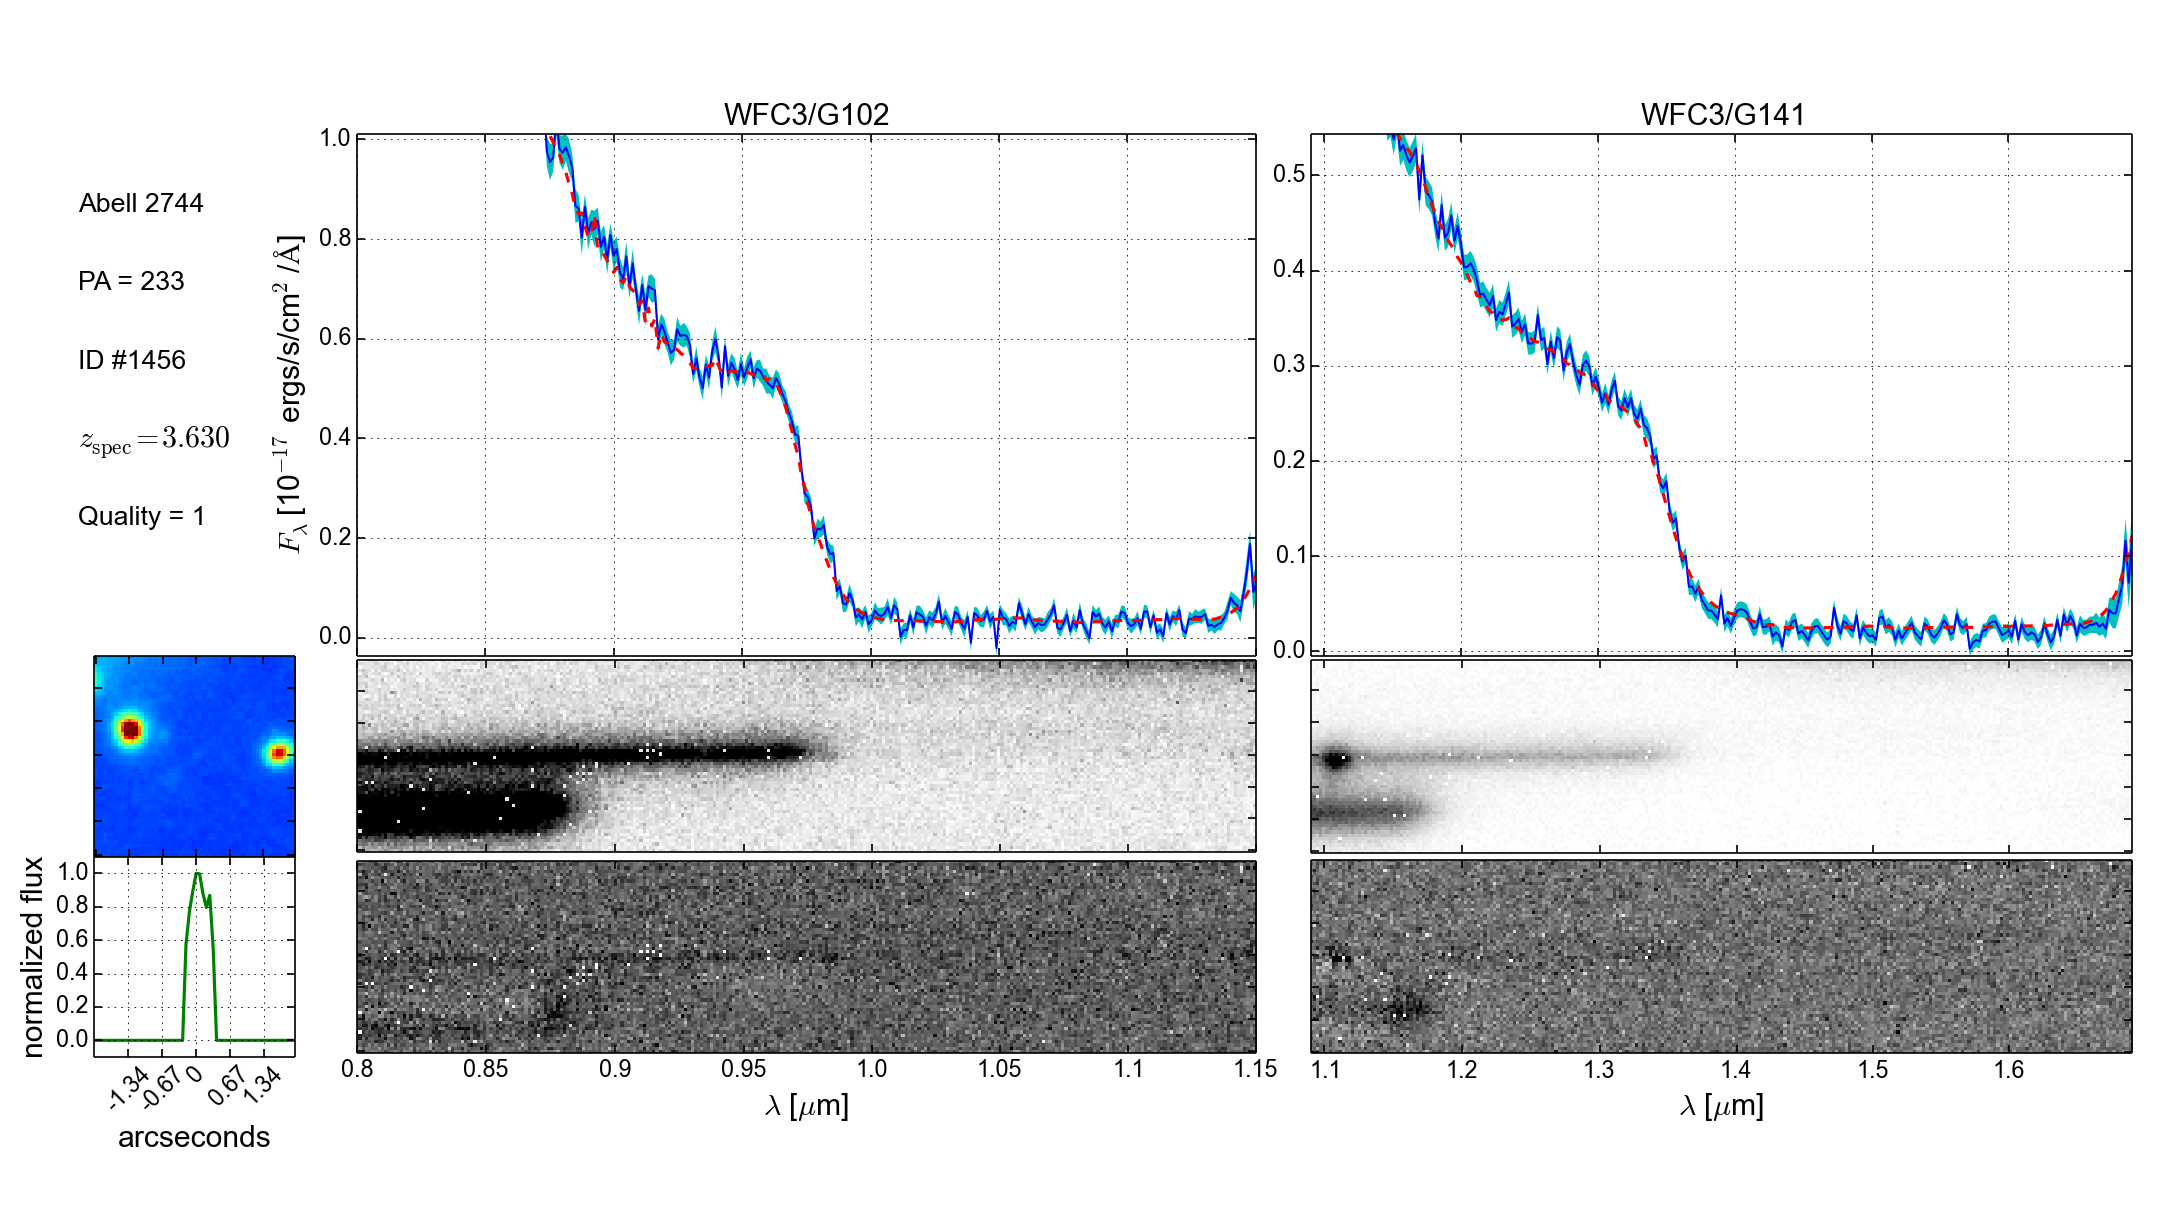 WFC3/G102
WFC3/G141
Abell 2744
PA = 233
ID #1456
z_spec = 3.630
Quality = 1
F_λ [10^−17 ergs/s/cm^2 /Å]
1.0
0.8
0.6
0.4
0.2
0.0
0.5
0.4
0.3
0.2
0.1
0.0
normalized flux
1.0
0.8
0.6
0.4
0.2
0.0
-1.34 -0.67 0 0.67 1.34
arcseconds
0.8 0.85 0.9 0.95 1.0 1.05 1.1 1.15
λ [μm]
1.1 1.2 1.3 1.4 1.5 1.6
λ [μm]